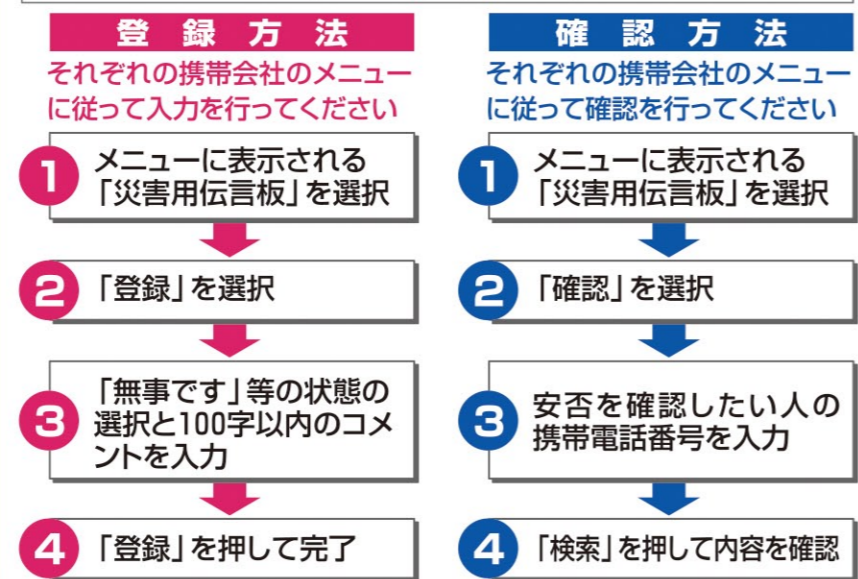 登録方法
それぞれの携帯会社のメニュー
に従って入力を行ってください
1
メニューに表示される
「災害用伝言板」を選択
2
「登録」を選択
3
「無事です」等の状態の
選択と100字以内のコメ
ントを入力
4
「登録」を押して完了
確認方法
それぞれの携帯会社のメニュー
に従って確認を行ってください
1
メニューに表示される
「災害用伝言板」を選択
2
「確認」を選択
3
安否を確認したい人の
携帯電話番号を入力
4
「検索」を押して内容を確認